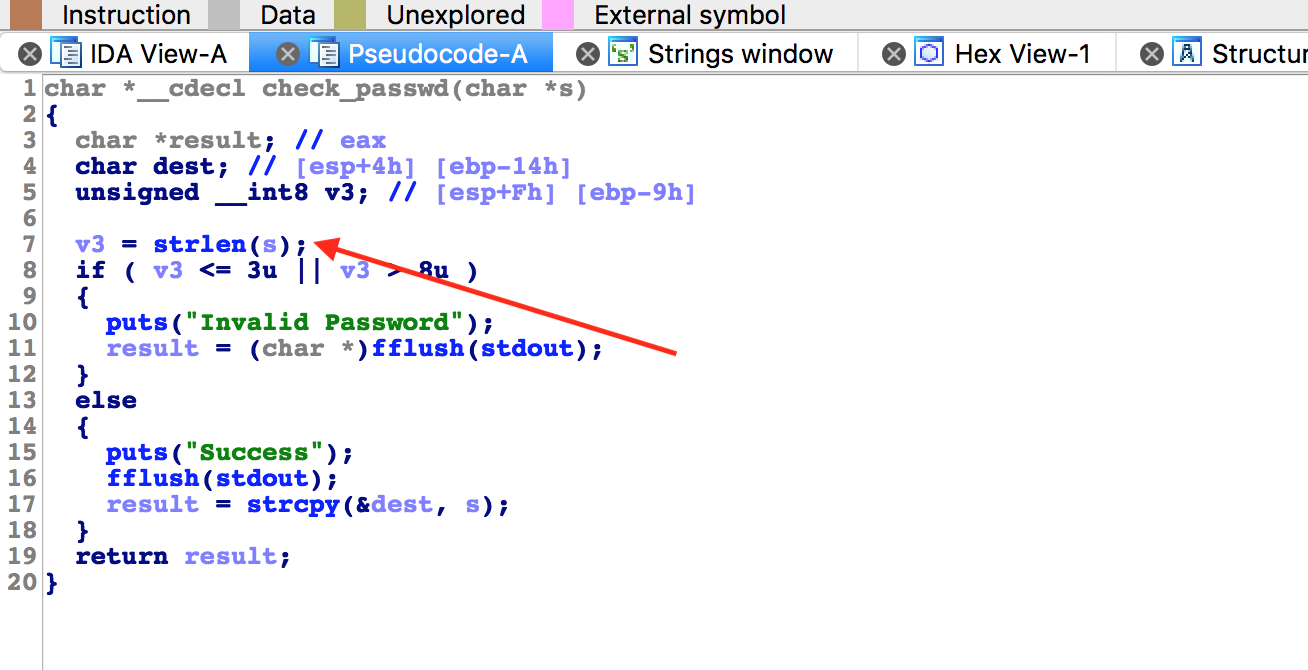 Instruction Data Unexplored External symbol
IDA View-A Pseudocode-A 's' Strings window Hex View-1 A Structur
1 char *__cdecl check_passwd(char *s)
2 {
3   char *result; // eax
4   char dest; // [esp+4h] [ebp-14h]
5   unsigned __int8 v3; // [esp+Fh] [ebp-9h]
6
7   v3 = strlen(s);
8   if ( v3 <= 3u || v3 > 8u )
9   {
10     puts("Invalid Password");
11     result = (char *)fflush(stdout);
12   }
13   else
14   {
15     puts("Success");
16     fflush(stdout);
17     result = strcpy(&dest, s);
18   }
19   return result;
20 }